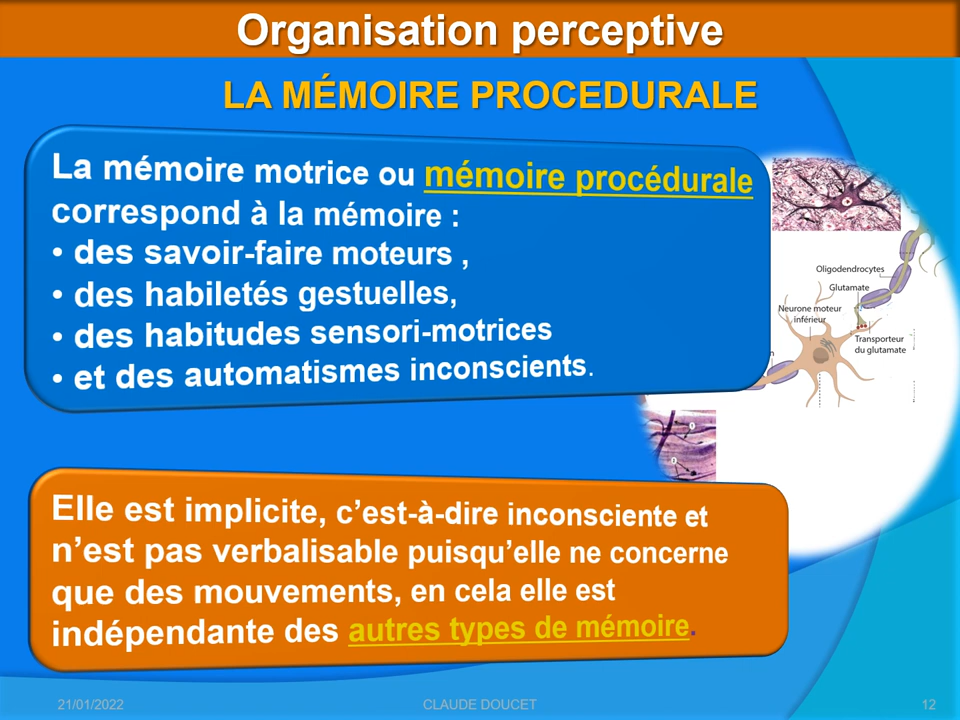 Organisation perceptive
LA MÉMOIRE PROCEDURALE
La mémoire motrice ou mémoire procédurale
correspond à la mémoire :
• des savoir-faire moteurs ,
• des habiletés gestuelles,
• des habitudes sensori-motrices
• et des automatismes inconscients.
Oligodendrocytes
Glutamate
Neurone moteur
inférieur
Transporteur
du glutamate
Elle est implicite, c’est-à-dire inconsciente et
n’est pas verbalisable puisqu’elle ne concerne
que des mouvements, en cela elle est
indépendante des autres types de mémoire.
21/01/2022
CLAUDE DOUCET
12